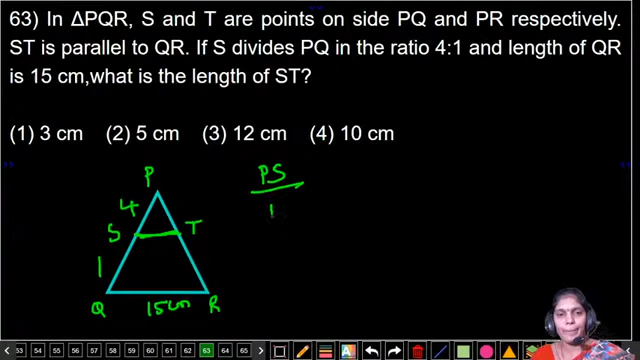 63) In ΔPQR, S and T are points on side PQ and PR respectively.
ST is parallel to QR. If S divides PQ in the ratio 4:1 and length of QR
is 15 cm,what is the length of ST?
(1) 3 cm (2) 5 cm (3) 12 cm (4) 10 cm
P
PS
4
S T
1
Q 15cm R
53 54 55 56 57 58 59 60 61 62 63 64 65